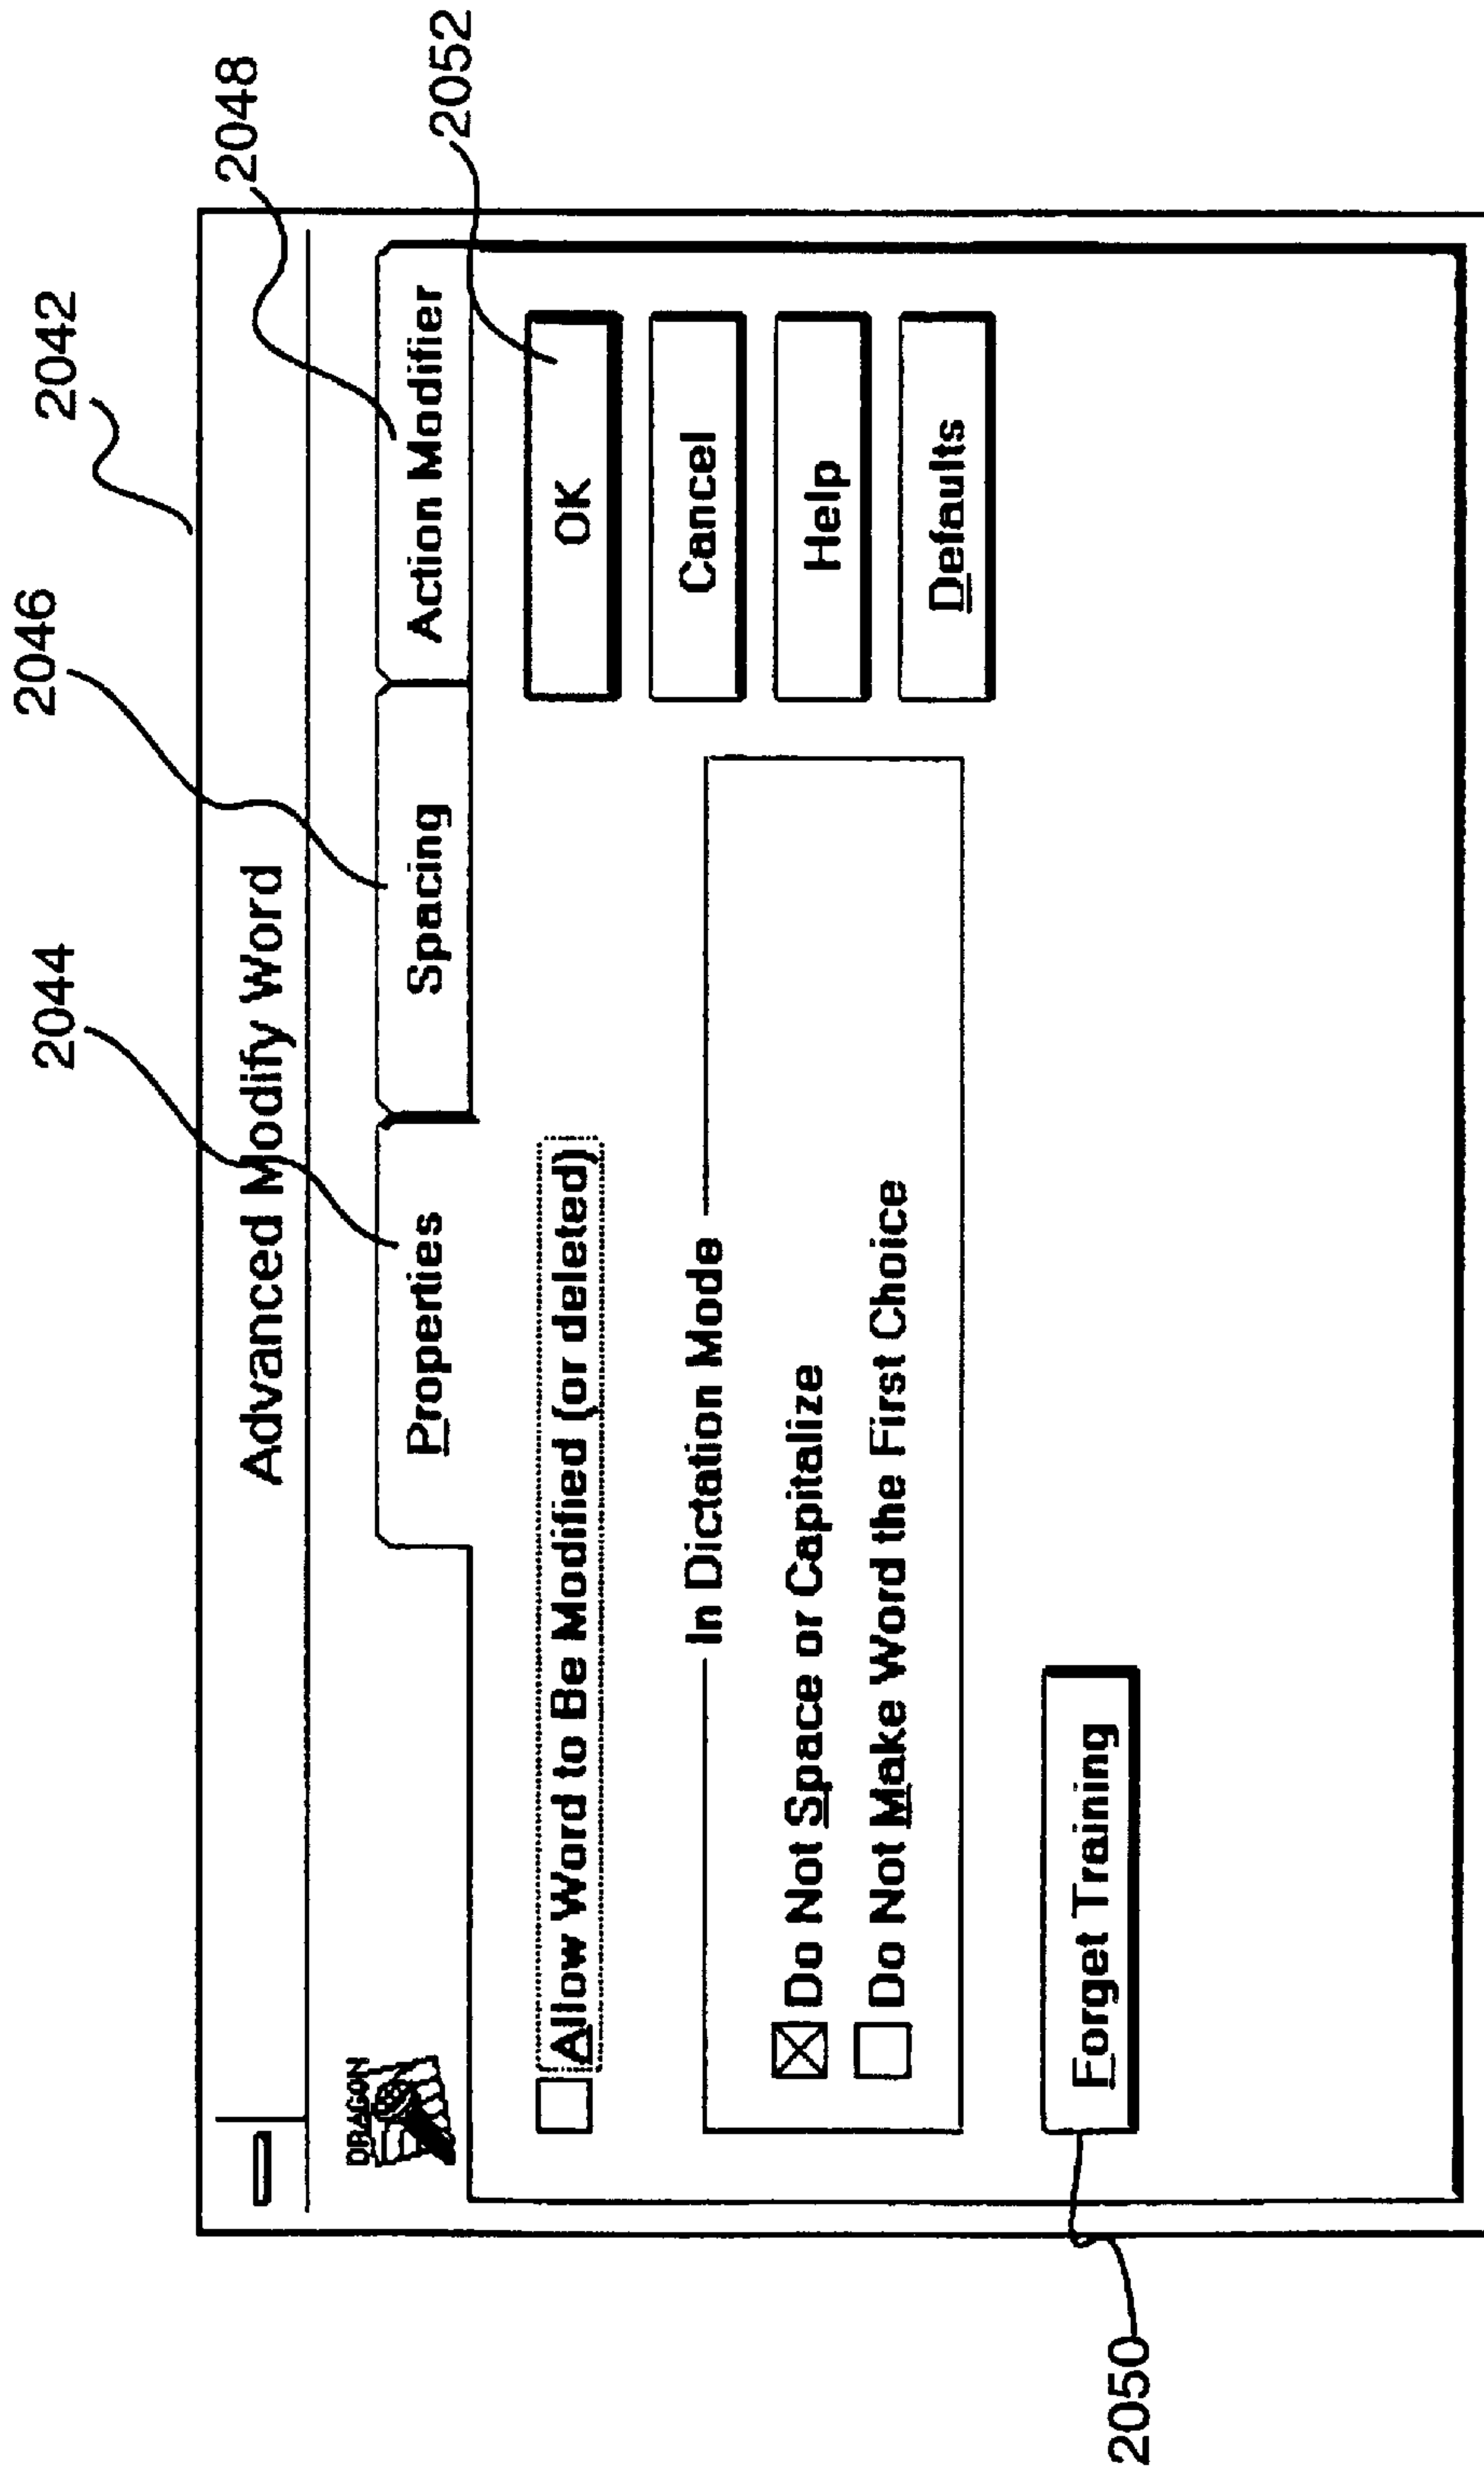 2042
2044
2046
2048
2052
Advanced Modify Word
DRAGON
Properties
Spacing
Action Modifier
Allow Word to Be Modified (or deleted)
OK
In Dictation Mode
Cancel
Do Not Space or Capitalize
Help
Do Not Make Word the First Choice
Defaults
Forget Training
2050